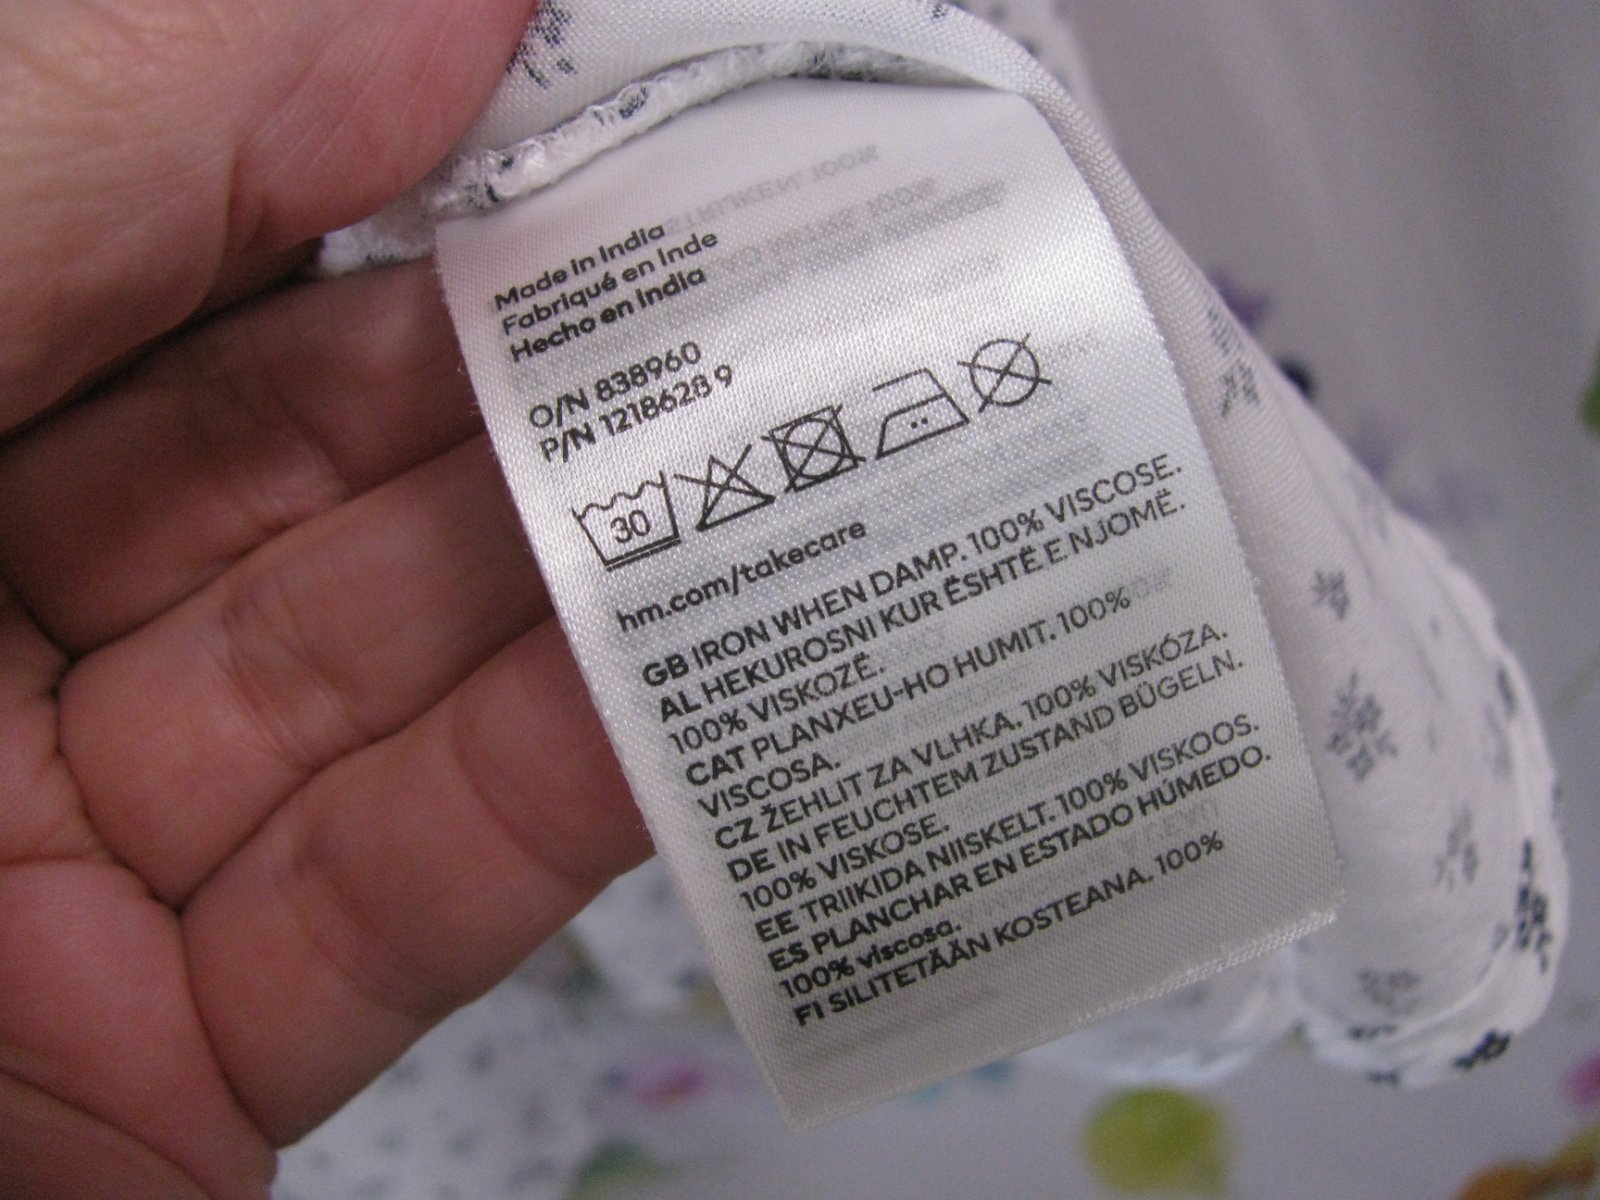 Made in India
Fabriqué en Inde
Hecho en India
O/N 838960
P/N 1218628 9
30
hm.com/takecare
GB IRON WHEN DAMP. 100% VISCOSE.
AL HEKUROSNI KUR ËSHTË E NJOMË.
100% VISKOZË.
CAT PLANXEU-HO HUMIT. 100%
VISCOSA.
CZ ŽEHLIT ZA VLHKA. 100% VISKÓZA.
DE IN FEUCHTEM ZUSTAND BÜGELN.
100% VISKOSE.
EE TRIIKIDA NIISKELT. 100% VISKOOS.
ES PLANCHAR EN ESTADO HÚMEDO.
100% viscosa.
FI SILITETÄÄN KOSTEANA. 100%